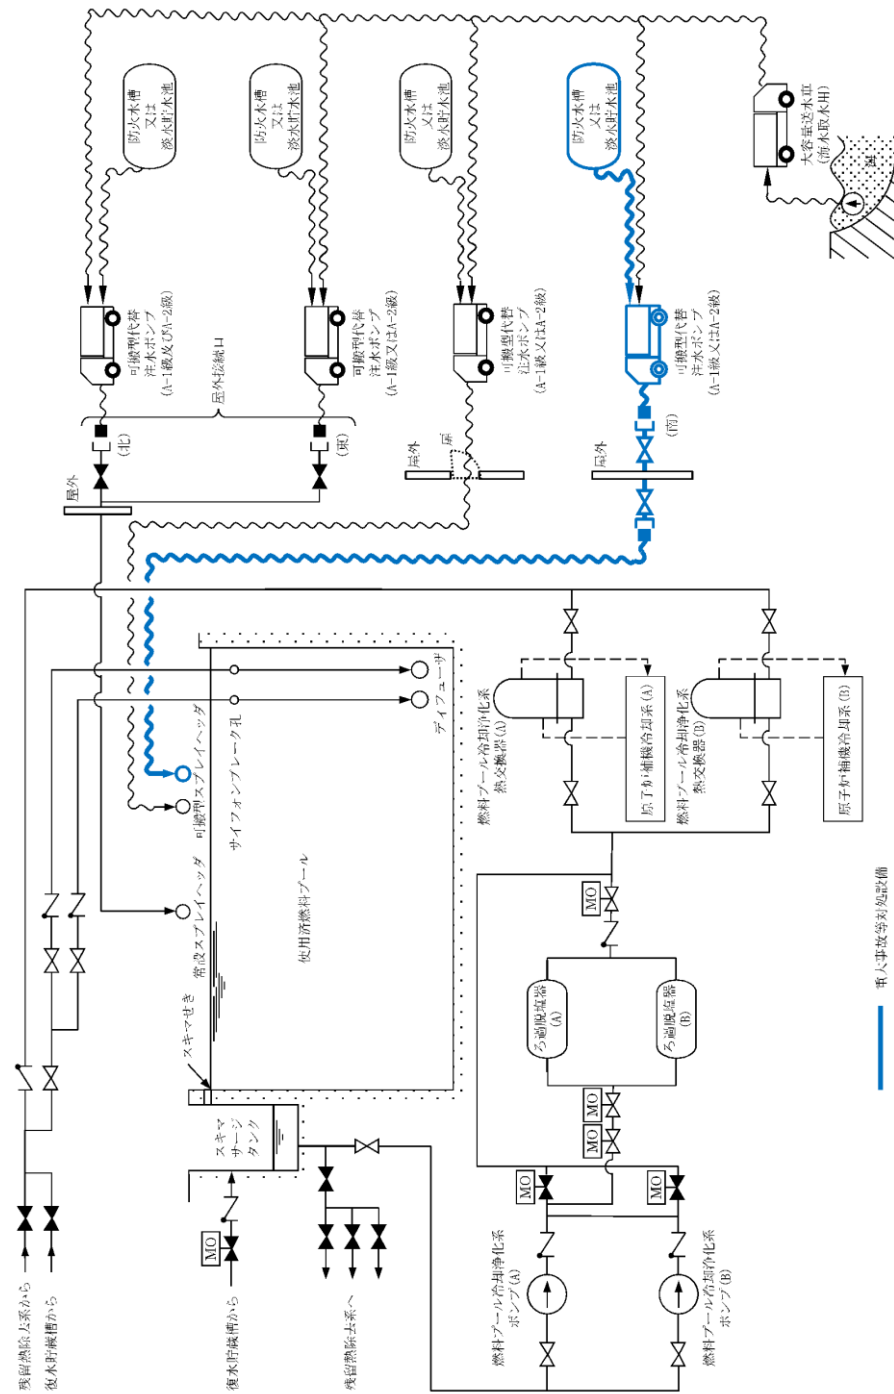 防火水槽
又は
淡水貯水池
防火水槽
又は
淡水貯水池
防火水槽
又は
淡水貯水池
防火水槽
又は
淡水貯水池
大容量送水車
(海水取水用)
海
可搬型代替
注水ポンプ
(A-1級及びA-2級)
可搬型代替
注水ポンプ
(A-1級又はA-2級)
可搬型代替
注水ポンプ
(A-1級又はA-2級)
可搬型代替
注水ポンプ
(A-1級又はA-2級)
屋外接続口
(北)
(東)
(南)
屋外
屋外
扉
屋外
ディフューザ
サイフォンブレーク孔
可搬型スプレイヘッダ
常設スプレイヘッダ
使用済燃料プール
スキマせき
スキマ
サージ
タンク
燃料プール冷却浄化系
熱交換器(A)
原子炉補機冷却系(A)
燃料プール冷却浄化系
熱交換器(B)
原子炉補機冷却系(B)
MO
ろ過脱塩器
(A)
ろ過脱塩器
(B)
MO
MO
MO
MO
MO
燃料プール冷却浄化系
ポンプ(A)
燃料プール冷却浄化系
ポンプ(B)
残留熱除去系から
復水貯蔵槽から
復水貯蔵槽から
残留熱除去系へ
重大事故等対処設備